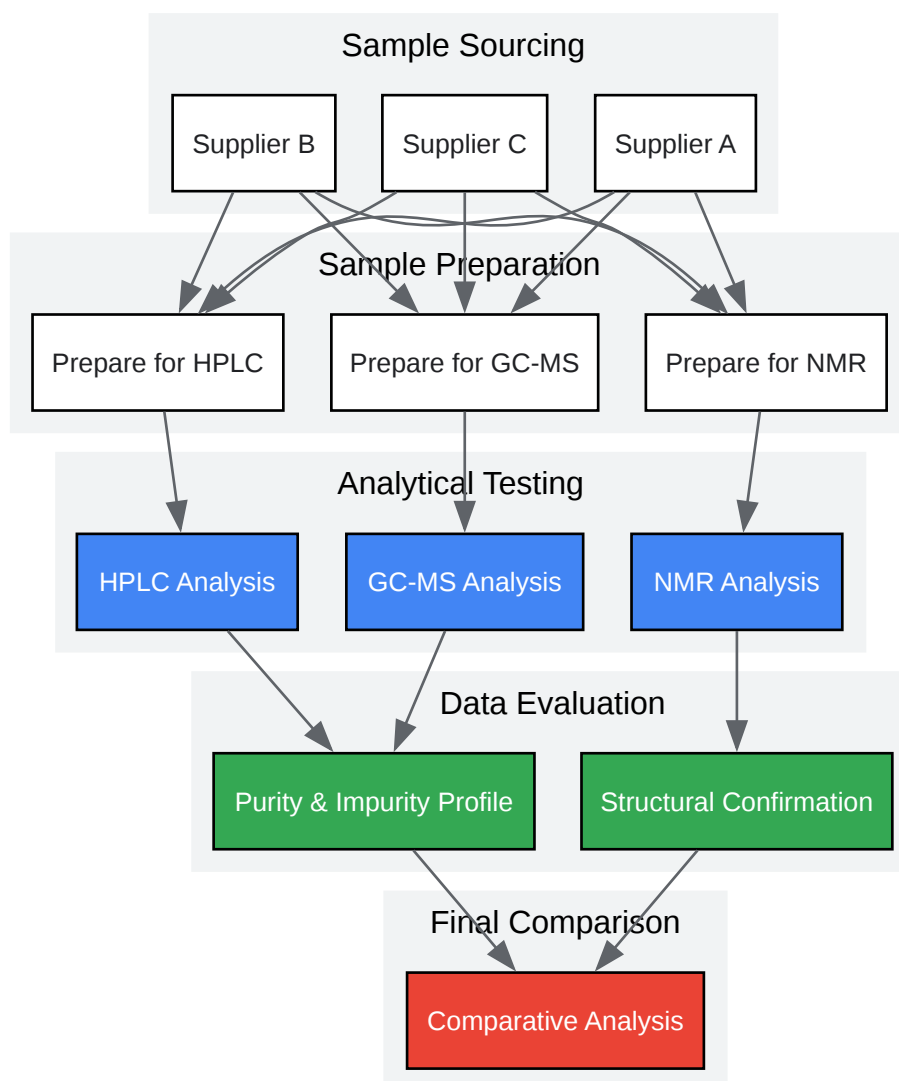 Sample Sourcing
Supplier B
Supplier C
Supplier A
Sample Preparation
Prepare for HPLC
Prepare for GC-MS
Prepare for NMR
Analytical Testing
HPLC Analysis
GC-MS Analysis
NMR Analysis
Data Evaluation
Purity & Impurity Profile
Structural Confirmation
Final Comparison
Comparative Analysis